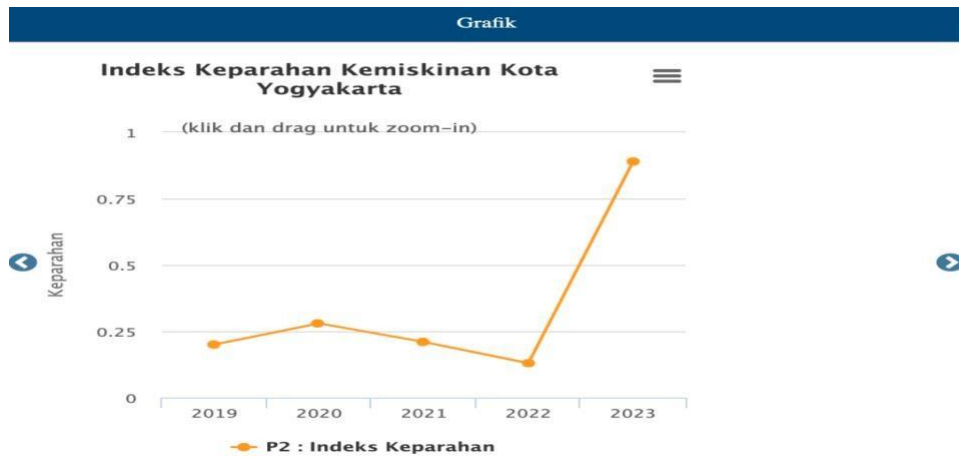 Grafik
Indeks Keparahan Kemiskinan Kota
Yogyakarta
(klik dan drag untuk zoom-in)
Keparahan
1
0.75
0.5
0.25
0
2019 2020 2021 2022 2023
P2 : Indeks Keparahan